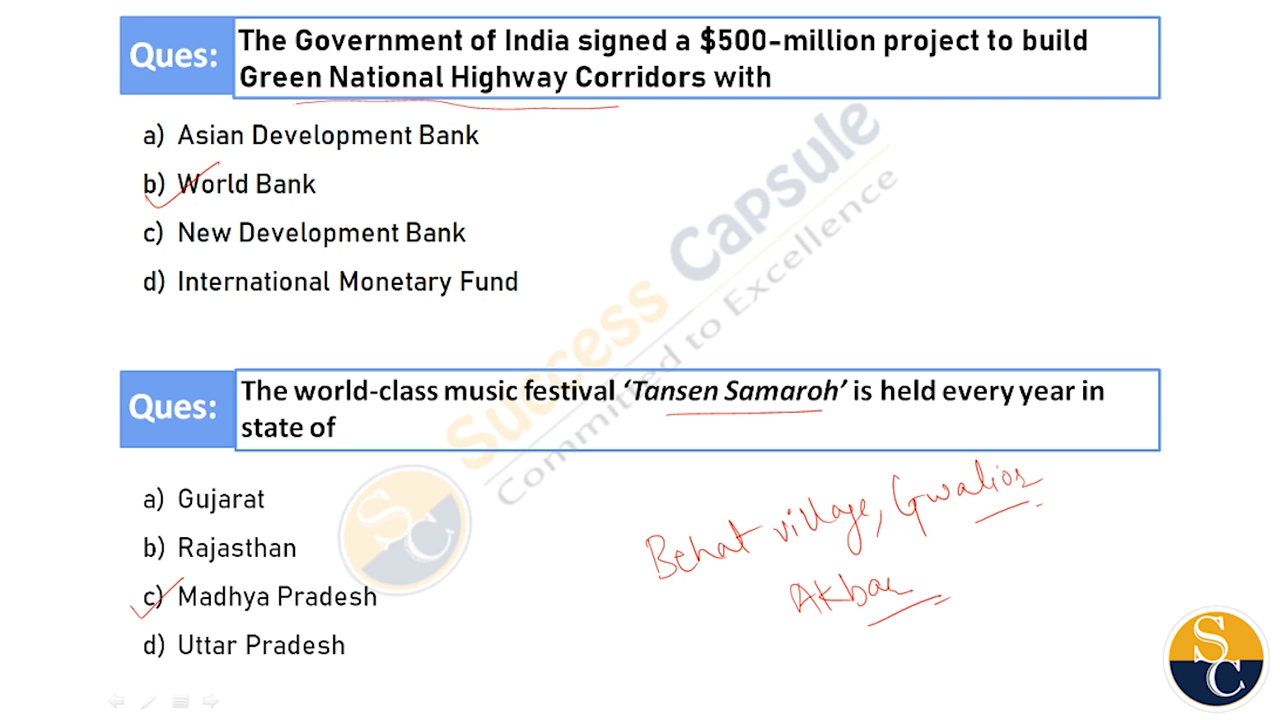 Ques:
The Government of India signed a $500-million project to build
Green National Highway Corridors with
a) Asian Development Bank
b) World Bank
c) New Development Bank
d) International Monetary Fund
Success Capsule
Committed to Excellence
SC
Ques:
The world-class music festival ‘Tansen Samaroh’ is held every year in
state of
a) Gujarat
b) Rajasthan
c) Madhya Pradesh
d) Uttar Pradesh
Behat village, Gwalior
Akbar
SC